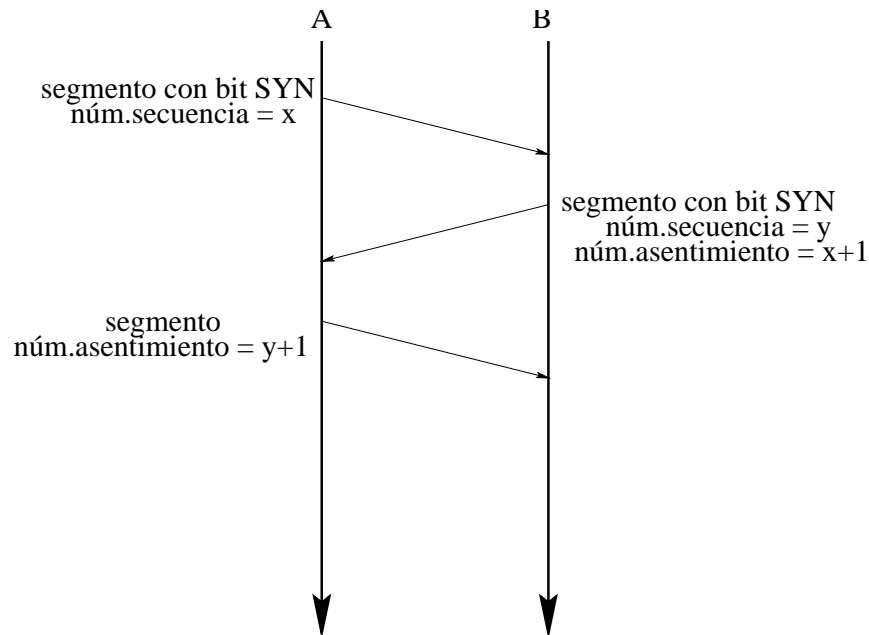 A
B
segmento con bit SYN
núm.secuencia = x
segmento con bit SYN
núm.secuencia = y
núm.asentimiento = x+1
segmento
núm.asentimiento = y+1